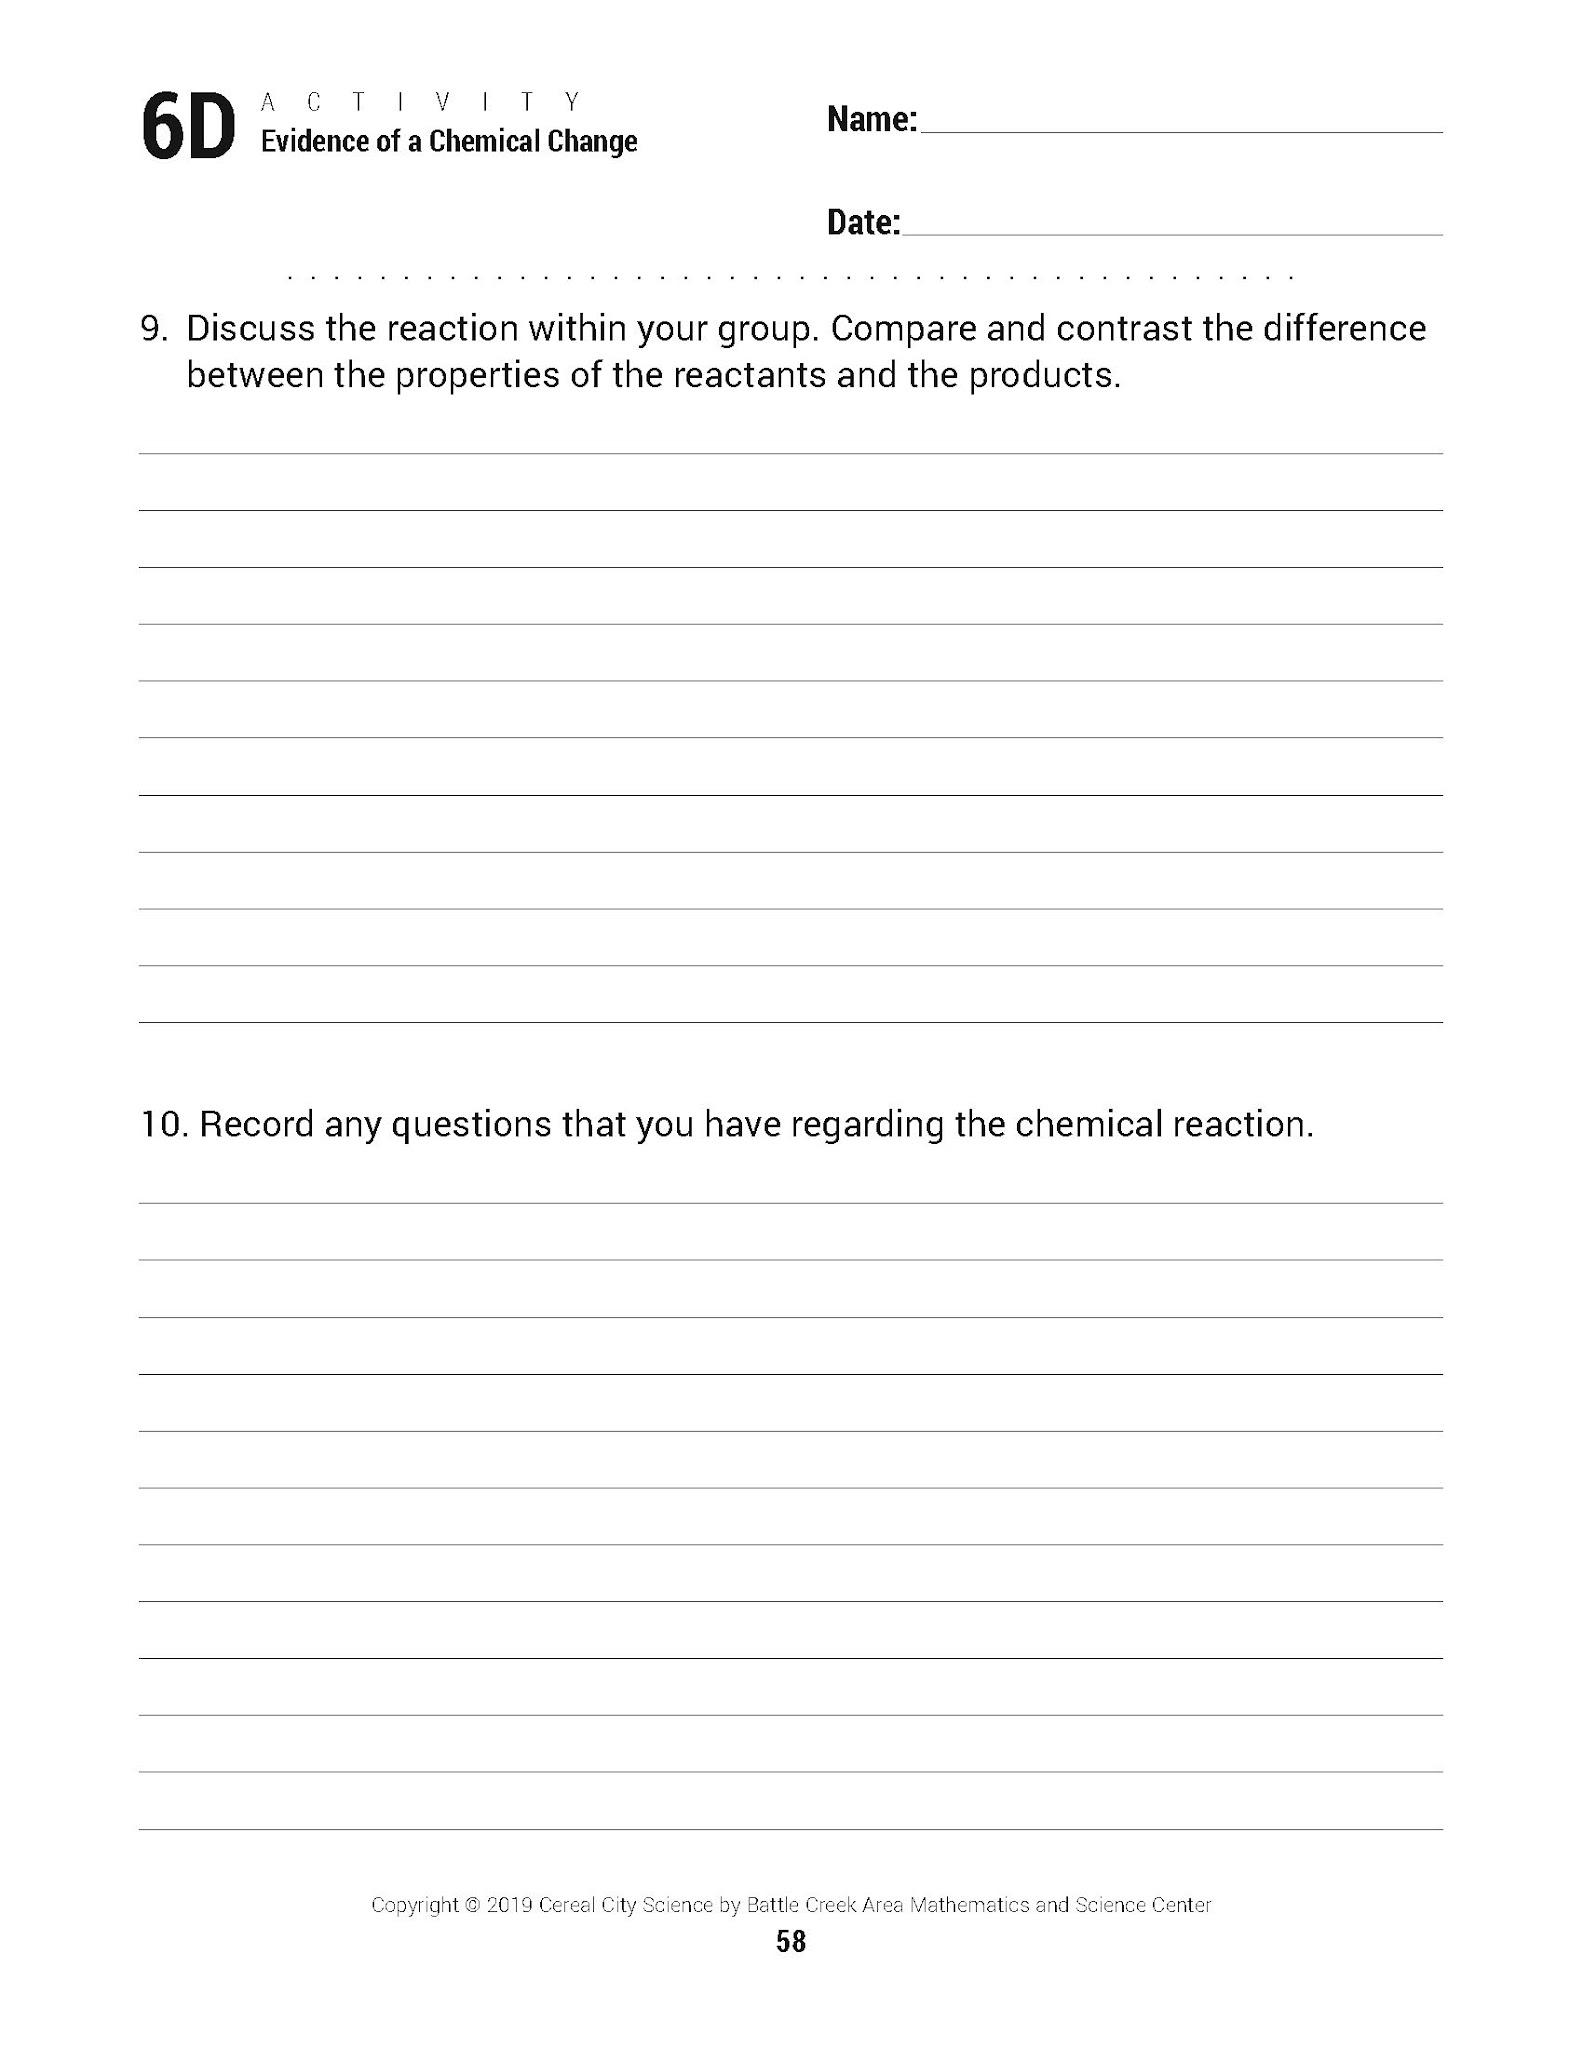 6D ACTIVITY
Evidence of a Chemical Change
Name:
Date:
9. Discuss the reaction within your group. Compare and contrast the difference
between the properties of the reactants and the products.
10. Record any questions that you have regarding the chemical reaction.
Copyright © 2019 Cereal City Science by Battle Creek Area Mathematics and Science Center
58